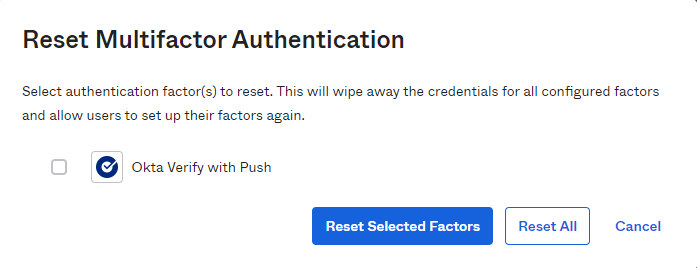 Reset Multifactor Authentication
Select authentication factor(s) to reset. This will wipe away the credentials for all configured factors
and allow users to set up their factors again.
Okta Verify with Push
Reset Selected Factors
Reset All
Cancel